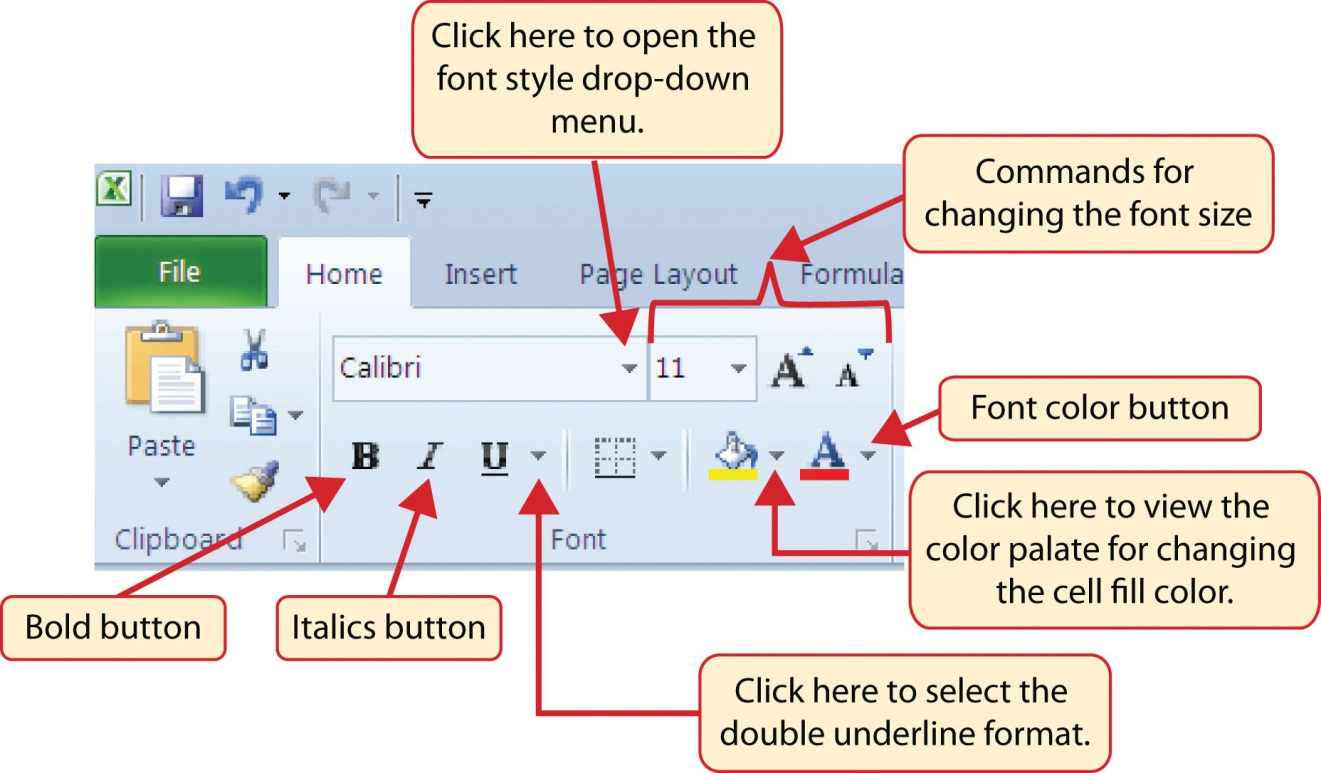 Click here to open the
font style drop-down
menu.
Commands for
changing the font size
File
Home
Insert
Page Layout
Formula
Calibri
11
A
A
Font color button
Paste
B
I
U
A
Click here to view the
color palate for changing
the cell fill color.
Clipboard
Font
Bold button
Italics button
Click here to select the
double underline format.